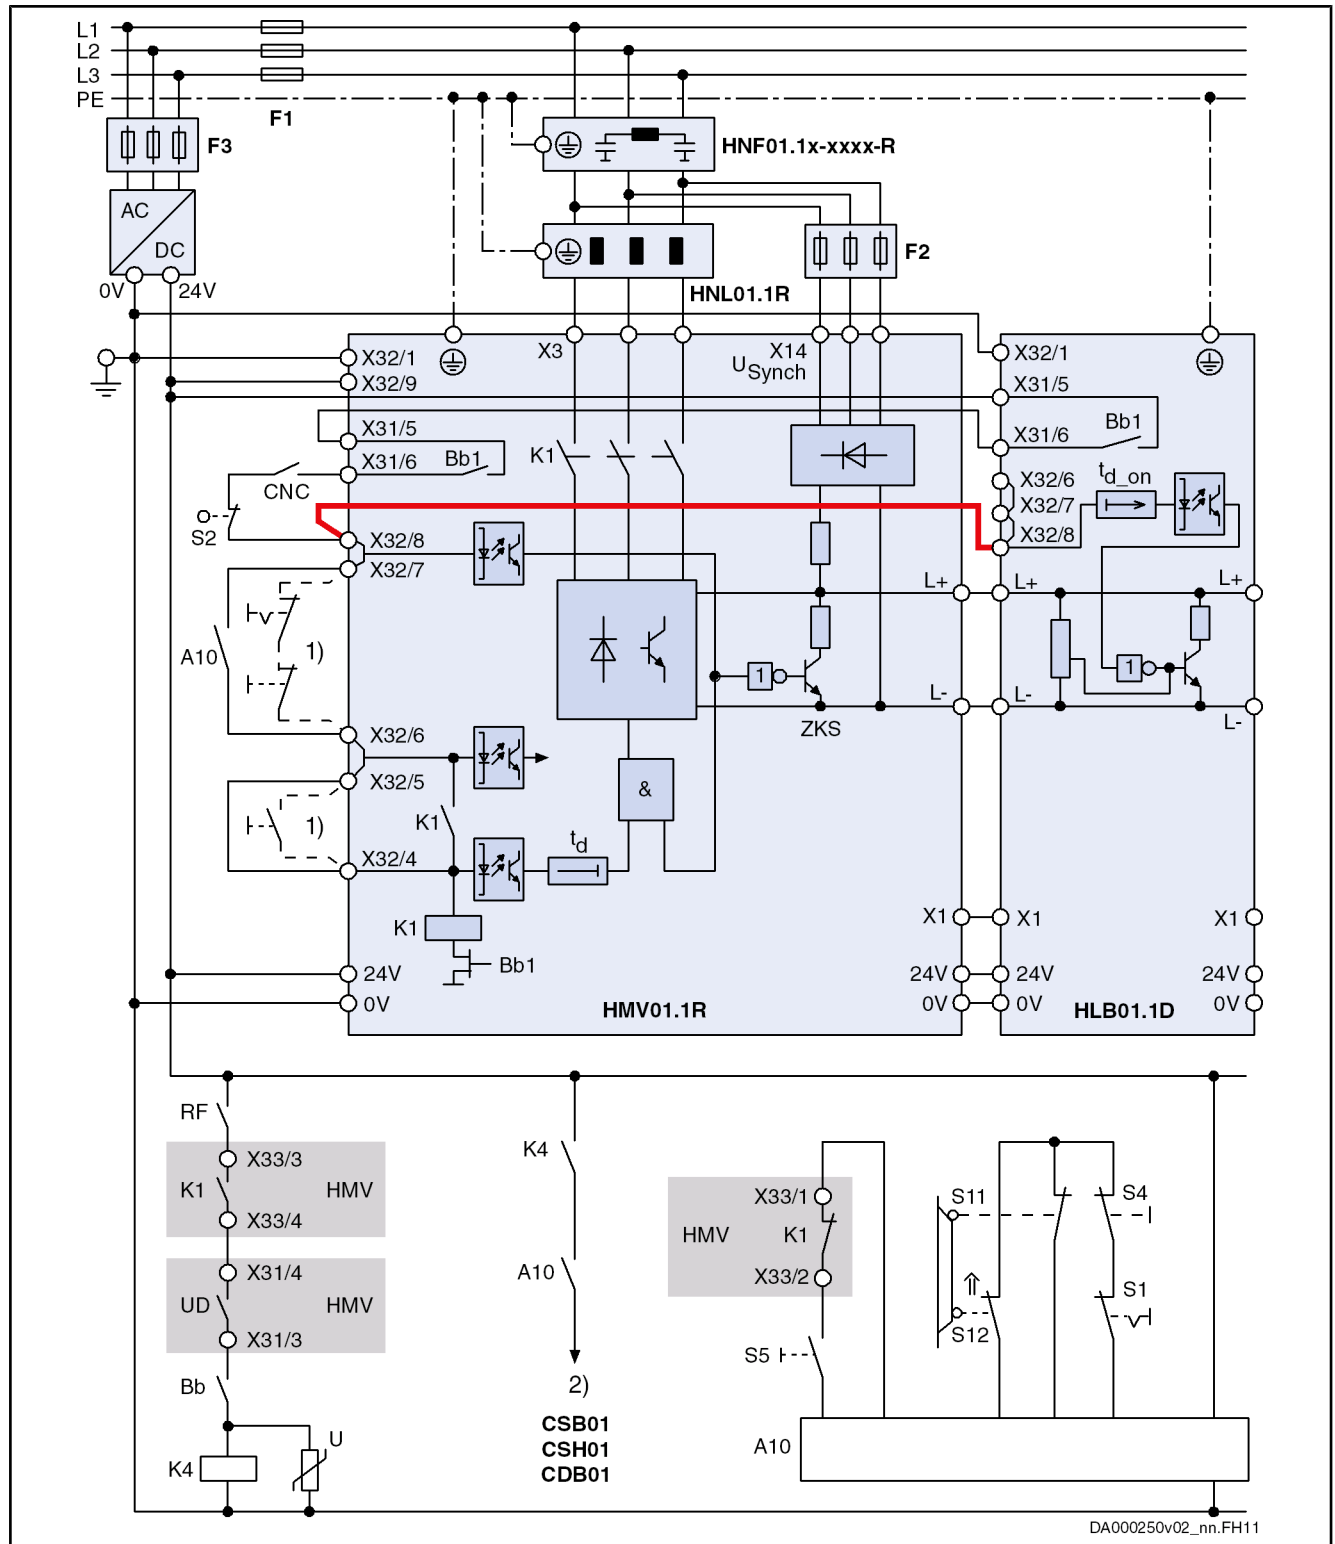 L1
L2
L3
PE
F1
F3
HNF01.1x-xxxx-R
AC
DC
F2
0V
24V
HNL01.1R
X32/1
X3
X14
USynch
X32/1
X32/9
X31/5
X31/5
Bb1
X31/6
K1
X31/6
Bb1
CNC
X32/6
td_on
X32/7
S2
X32/8
X32/8
X32/7
L+
L+
L+
A10
1)
1
1
L-
L-
L-
X32/6
ZKS
X32/5
&
K1
1)
td
X32/4
K1
X1
X1
X1
Bb1
24V
24V
24V
24V
0V
HMV01.1R
0V
0V
HLB01.1D
0V
RF
K4
X33/3
K1
HMV
X33/4
X33/1
HMV
K1
X33/2
S11
S4
X31/4
UD
HMV
X31/3
A10
S12
S1
S5
Bb
2)
CSB01
CSH01
CDB01
U
K4
A10
DA000250v02_nn.FH11